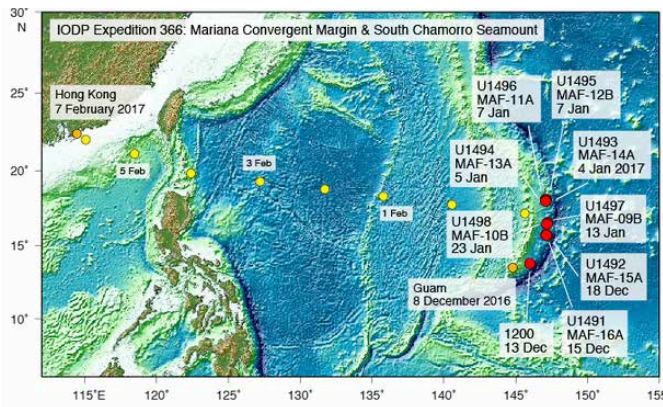 30°
N
IODP Expedition 366: Mariana Convergent Margin & South Chamorro Seamount
25°
20°
15°
10°
Hong Kong
7 February 2017
5 Feb
3 Feb
1 Feb
U1496
MAF-11A
7 Jan
U1495
MAF-12B
7 Jan
U1494
MAF-13A
5 Jan
U1493
MAF-14A
4 Jan 2017
U1498
MAF-10B
23 Jan
U1497
MAF-09B
13 Jan
U1492
MAF-15A
18 Dec
Guam
8 December 2016
1200
13 Dec
U1491
MAF-16A
15 Dec
115°E
120°
125°
130°
135°
140°
145°
150°